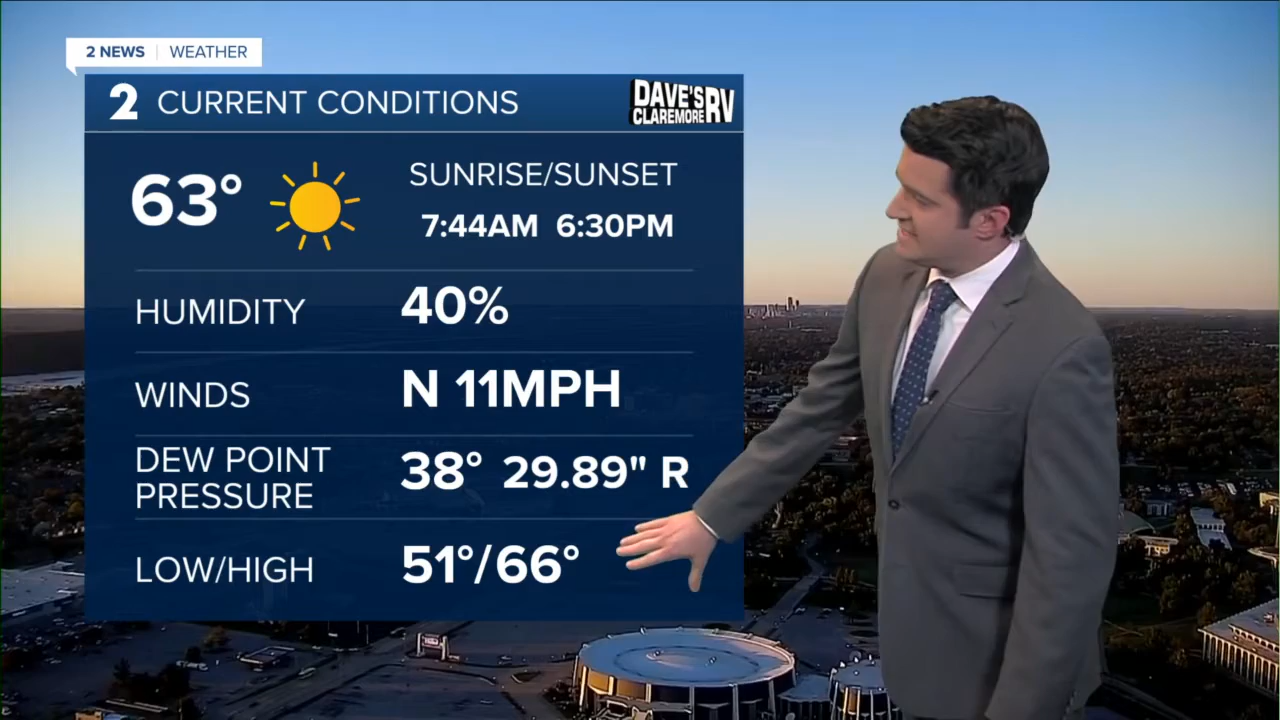 2 NEWS | WEATHER
2 CURRENT CONDITIONS
DAVE'S RV
CLAREMORE
63°
SUNRISE/SUNSET
7:44AM 6:30PM
HUMIDITY 40%
WINDS N 11MPH
DEW POINT
PRESSURE
38° 29.89" R
LOW/HIGH 51°/66°